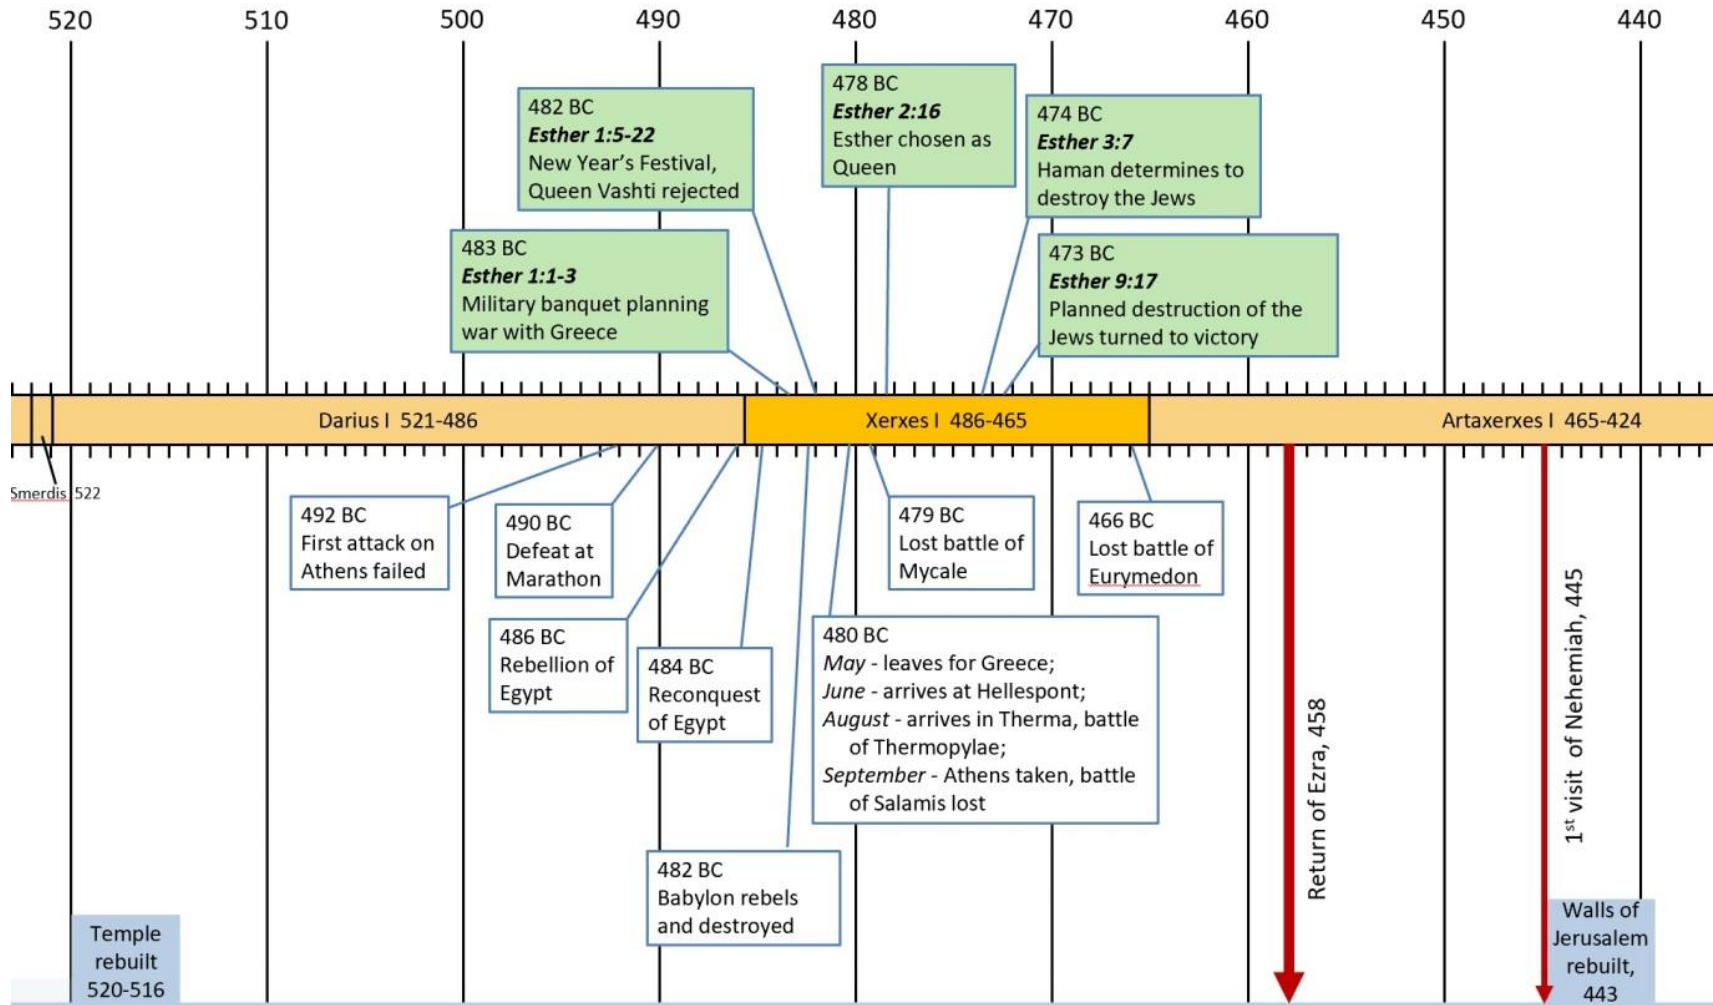 520 510 500 490 480 470 460 450 440
482 BC
Esther 1:5-22
New Year’s Festival,
Queen Vashti rejected
478 BC
Esther 2:16
Esther chosen as
Queen
474 BC
Esther 3:7
Haman determines to
destroy the Jews
483 BC
Esther 1:1-3
Military banquet planning
war with Greece
473 BC
Esther 9:17
Planned destruction of the
Jews turned to victory
Darius I 521-486
Xerxes I 486-465
Artaxerxes I 465-424
Smerdis 522
492 BC
First attack on
Athens failed
490 BC
Defeat at
Marathon
479 BC
Lost battle of
Mycale
466 BC
Lost battle of
Eurymedon
486 BC
Rebellion of
Egypt
484 BC
Reconquest
of Egypt
480 BC
May - leaves for Greece;
June - arrives at Hellespont;
August - arrives in Therma, battle
of Thermopylae;
September - Athens taken, battle
of Salamis lost
482 BC
Babylon rebels
and destroyed
Return of Ezra, 458
1st visit of Nehemiah, 445
Temple
rebuilt
520-516
Walls of
Jerusalem
rebuilt,
443